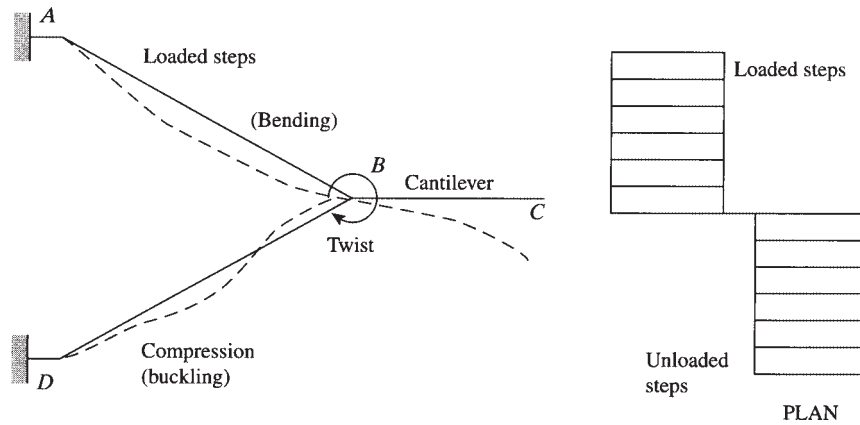 A
Loaded steps
(Bending)
B
Cantilever
C
Twist
Compression
(buckling)
D
Loaded steps
Unloaded
steps
PLAN